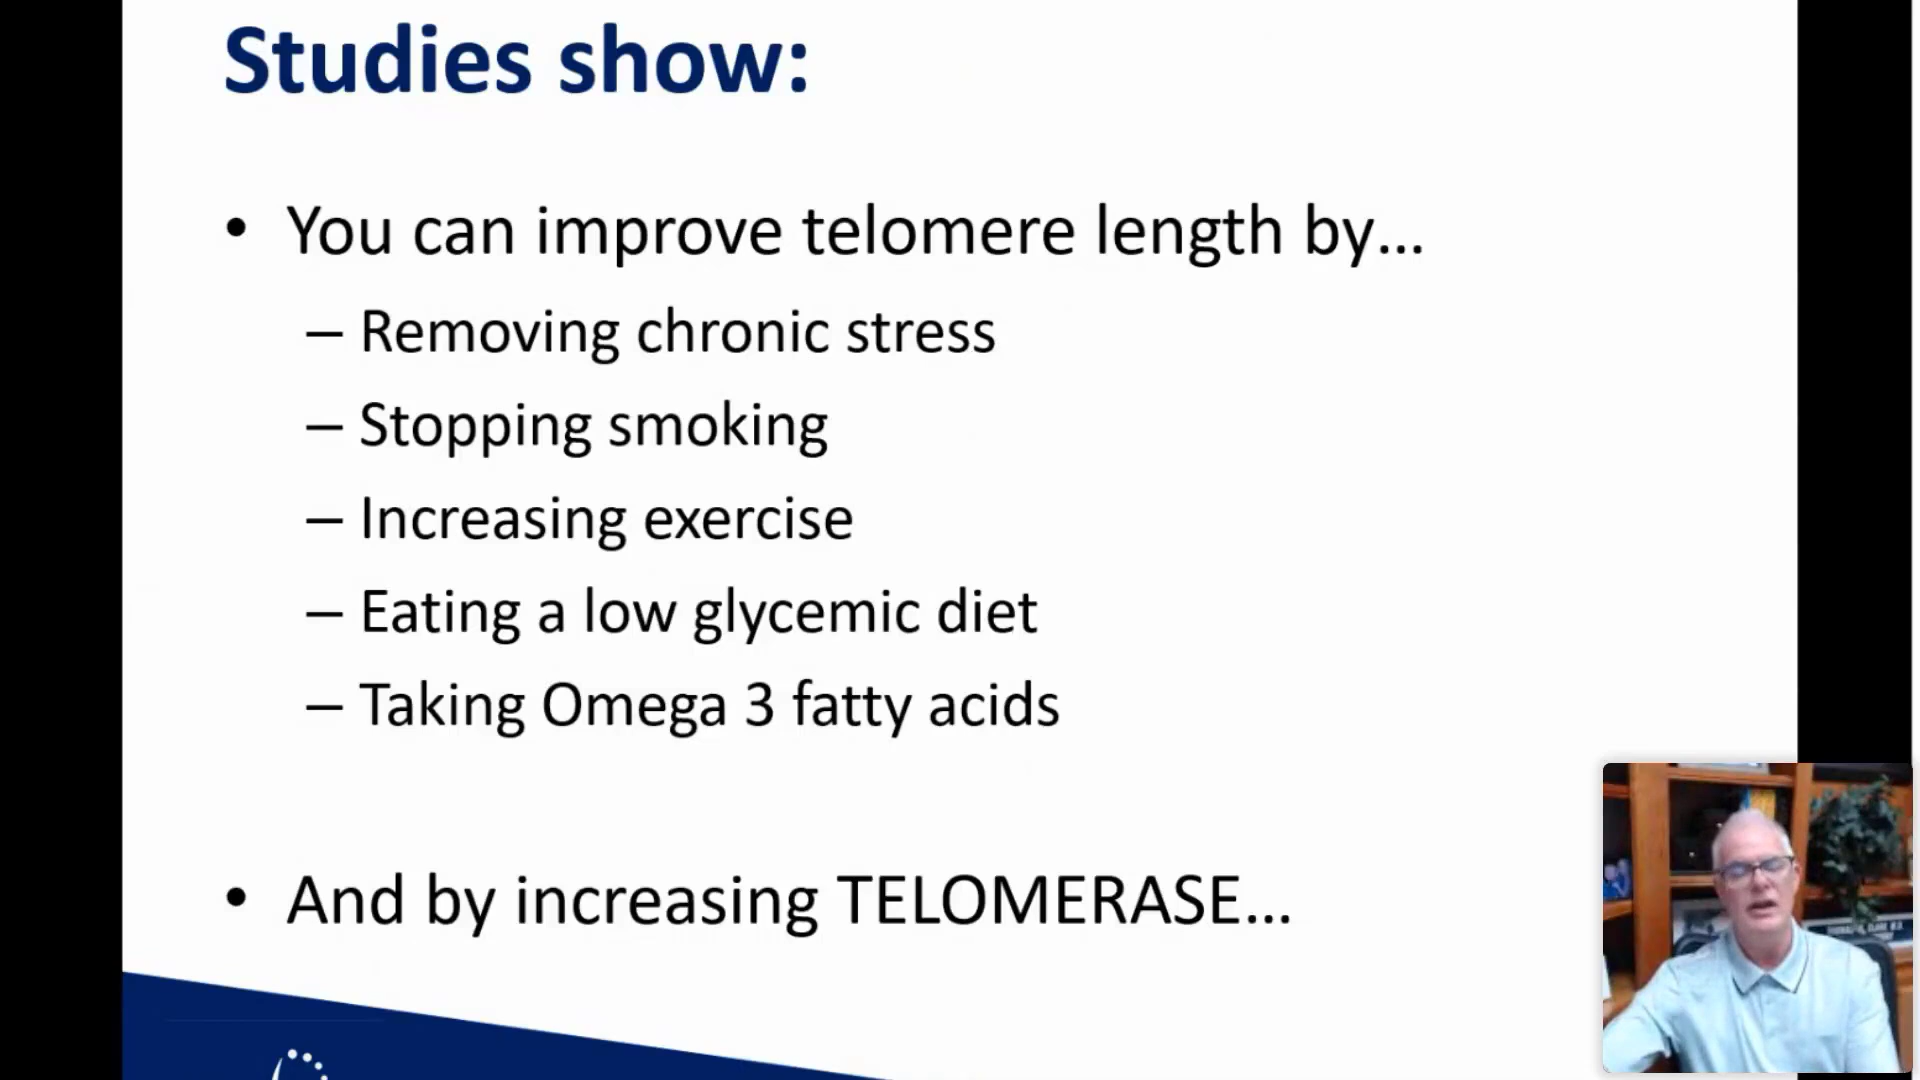 Studies show:
• You can improve telomere length by...
– Removing chronic stress
– Stopping smoking
– Increasing exercise
– Eating a low glycemic diet
– Taking Omega 3 fatty acids
• And by increasing TELOMERASE...